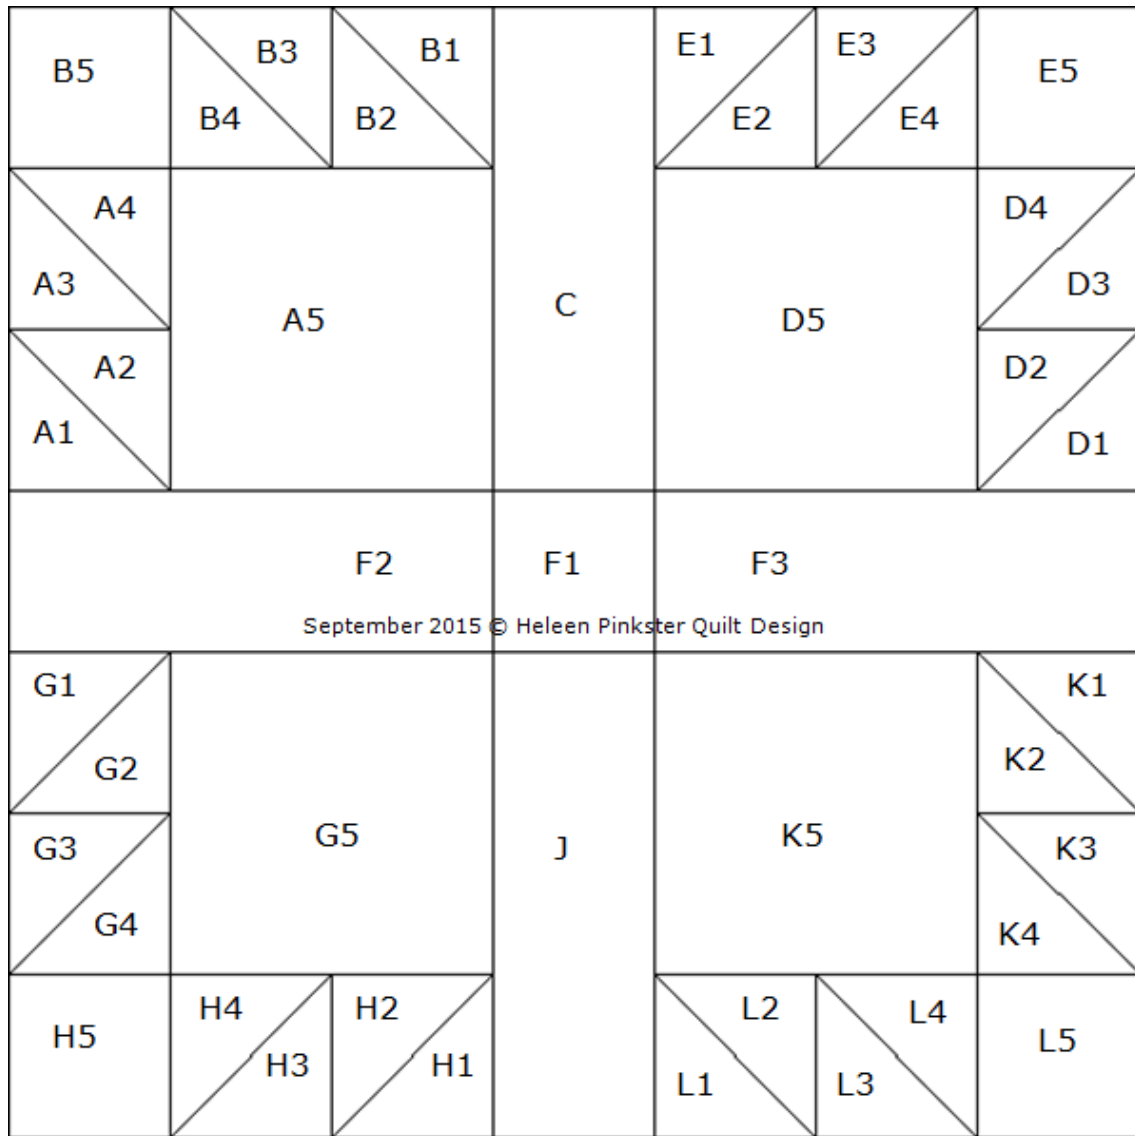 B5 B3 B1 E1 E3 E5
B4 B2 E2 E4
A4 D4
A3 A5 C D5 D3
A2 D2
A1 D1
F2 F1 F3
September 2015 © Heleen Pinkster Quilt Design
G1 K1
G2 K2
G3 G5 J K5 K3
G4 K4
H4 H2 L2 L4
H5 H3 H1 L1 L3 L5